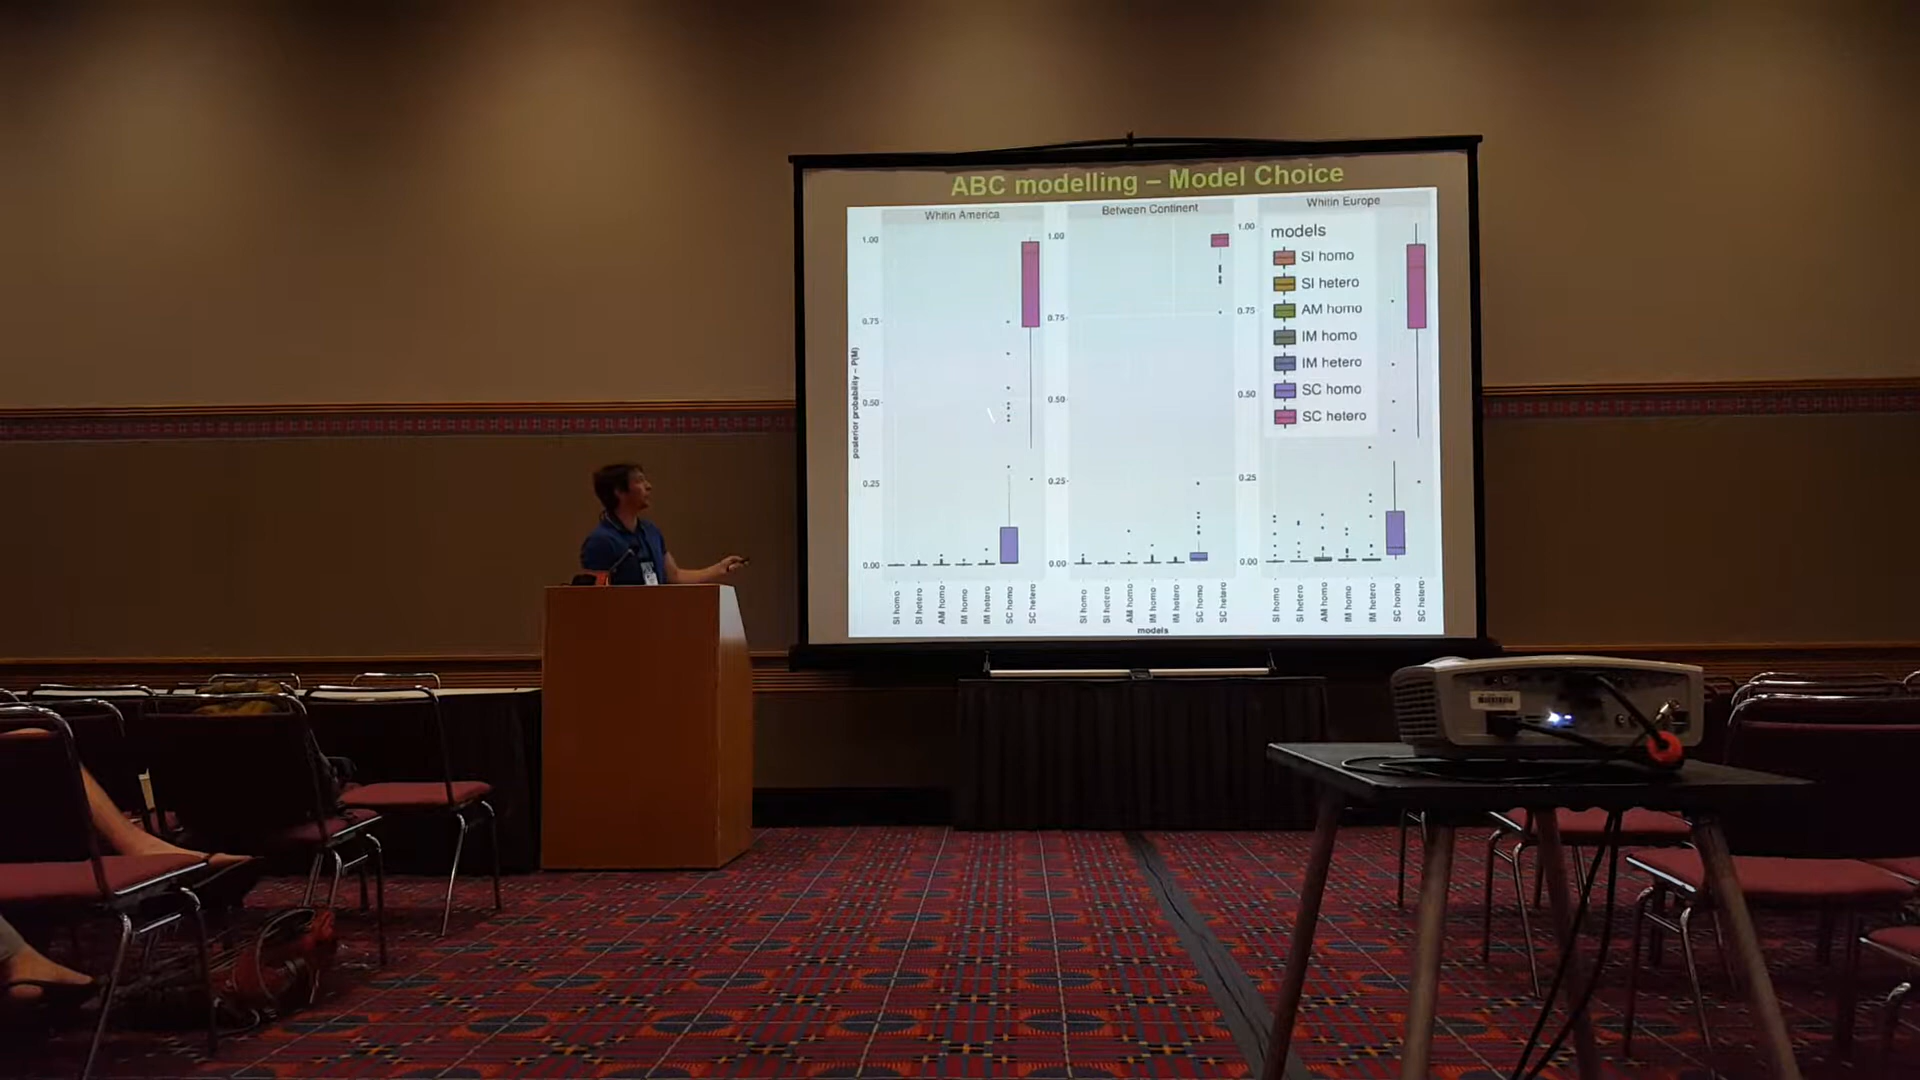 ABC modelling – Model Choice
Whitin America
Between Continent
Whitin Europe
posterior probability – P(M)
1.00
0.75
0.50
0.25
0.00
1.00
0.75
0.50
0.25
0.00
1.00
0.75
0.50
0.25
0.00
models
SI homo
SI hetero
AM homo
IM homo
IM hetero
SC homo
SC hetero
SI homo
SI hetero
AM homo
IM homo
IM hetero
SC homo
SC hetero
SI homo
SI hetero
AM homo
IM homo
IM hetero
SC homo
SC hetero
SI homo
SI hetero
AM homo
IM homo
IM hetero
SC homo
SC hetero
models